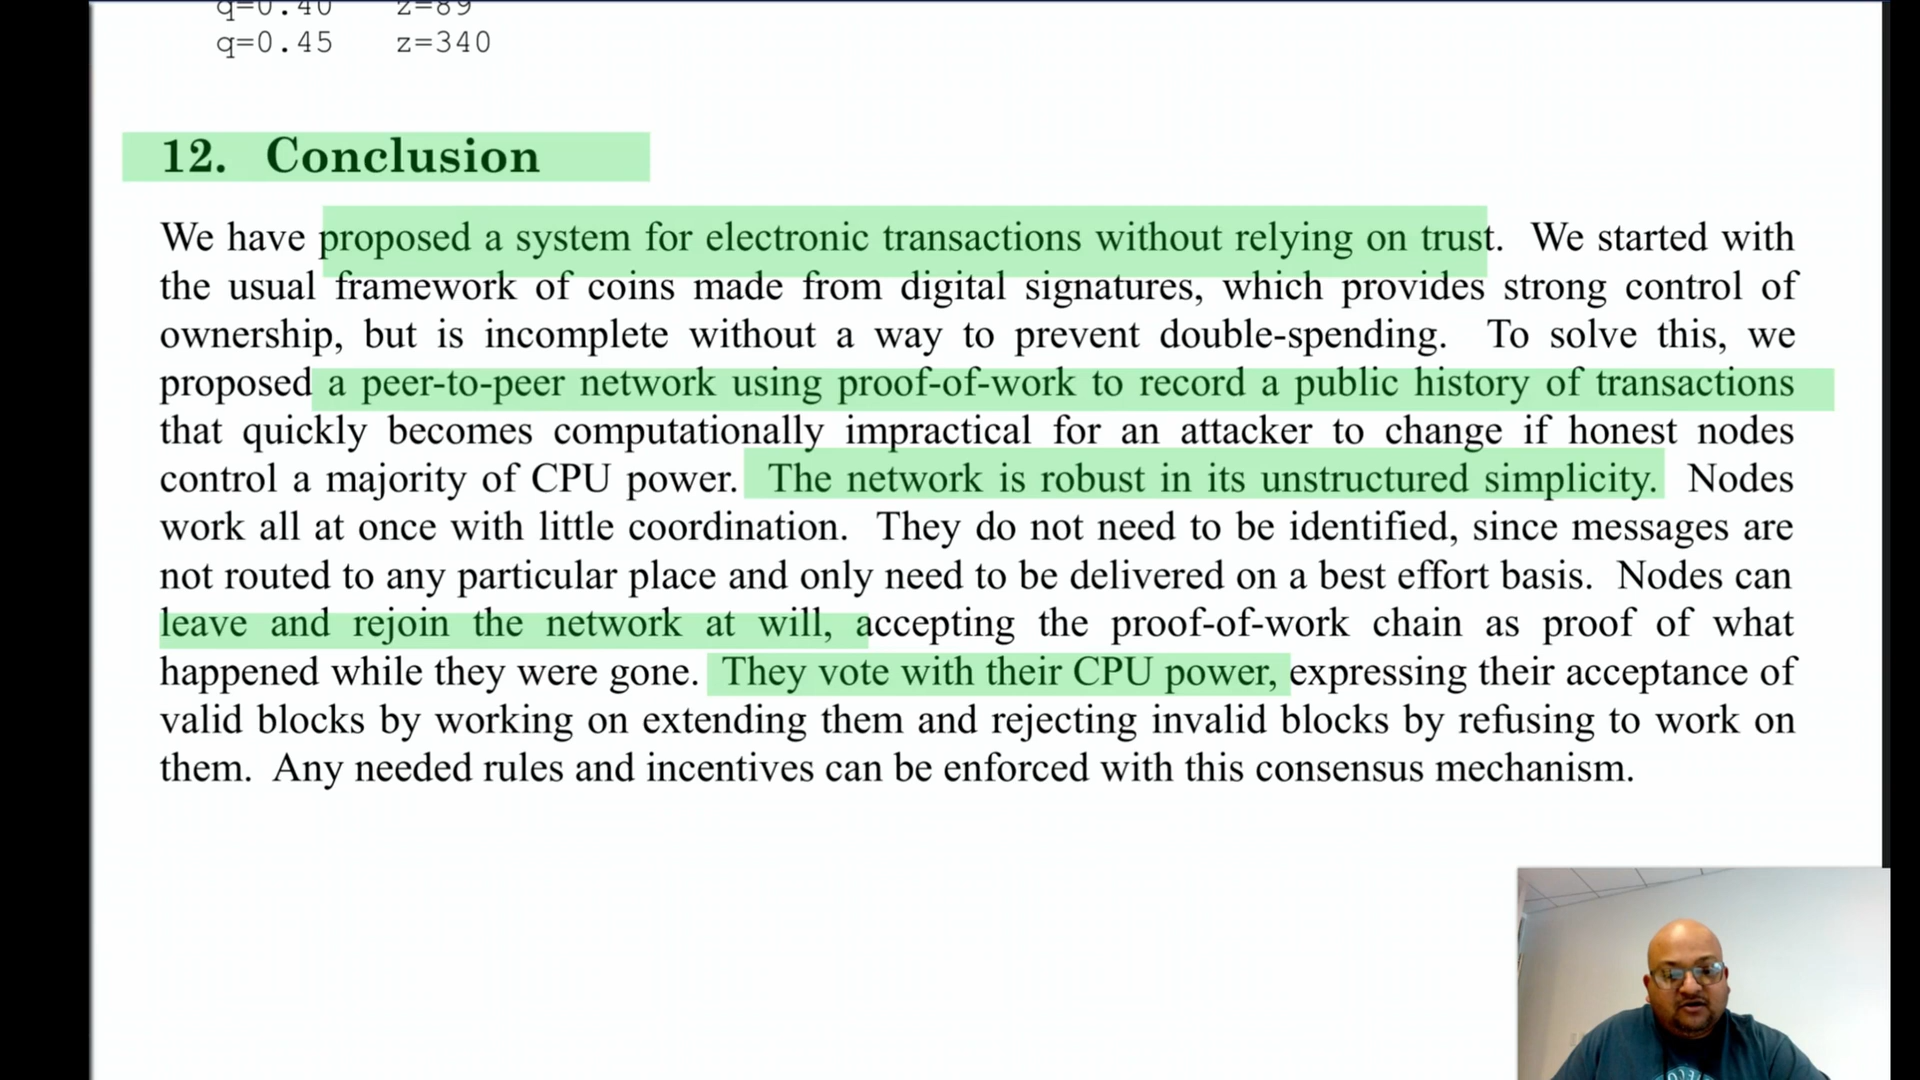 q=0.40 z=89
q=0.45 z=340
12. Conclusion
We have proposed a system for electronic transactions without relying on trust. We started with
the usual framework of coins made from digital signatures, which provides strong control of
ownership, but is incomplete without a way to prevent double-spending. To solve this, we
proposed a peer-to-peer network using proof-of-work to record a public history of transactions
that quickly becomes computationally impractical for an attacker to change if honest nodes
control a majority of CPU power. The network is robust in its unstructured simplicity. Nodes
work all at once with little coordination. They do not need to be identified, since messages are
not routed to any particular place and only need to be delivered on a best effort basis. Nodes can
leave and rejoin the network at will, accepting the proof-of-work chain as proof of what
happened while they were gone. They vote with their CPU power, expressing their acceptance of
valid blocks by working on extending them and rejecting invalid blocks by refusing to work on
them. Any needed rules and incentives can be enforced with this consensus mechanism.